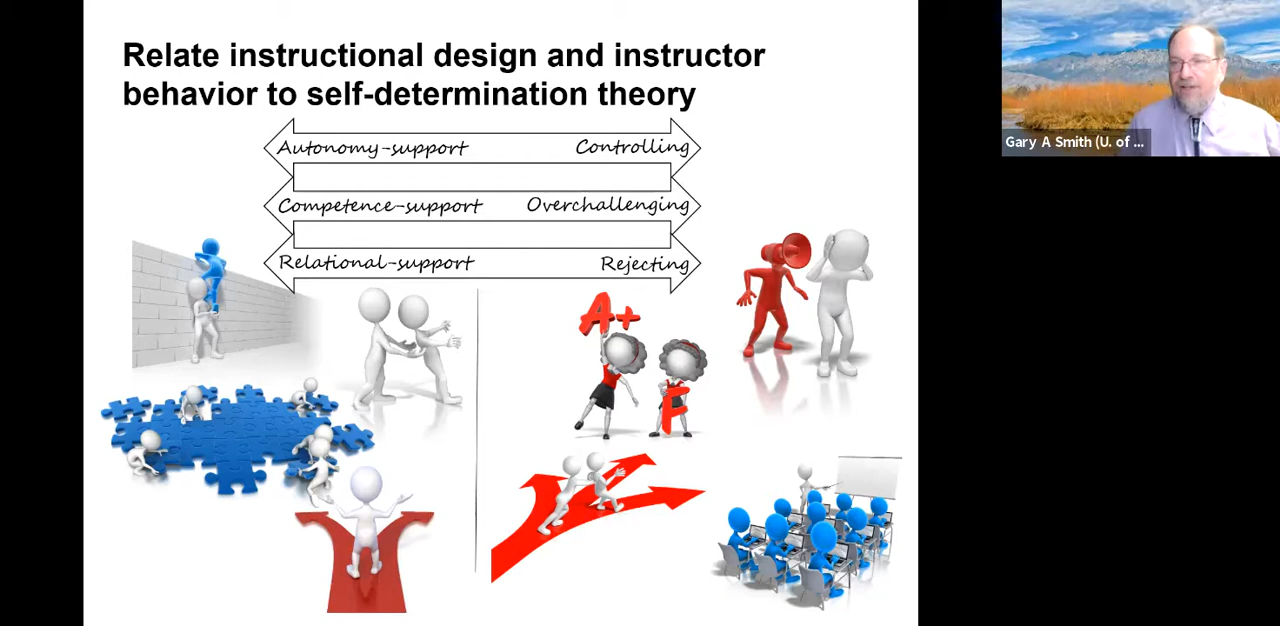 Relate instructional design and instructor
behavior to self-determination theory
Autonomy-support Controlling
Competence-support Overchallenging
Relational-support Rejecting
A+
F
Gary A Smith (U. of ...